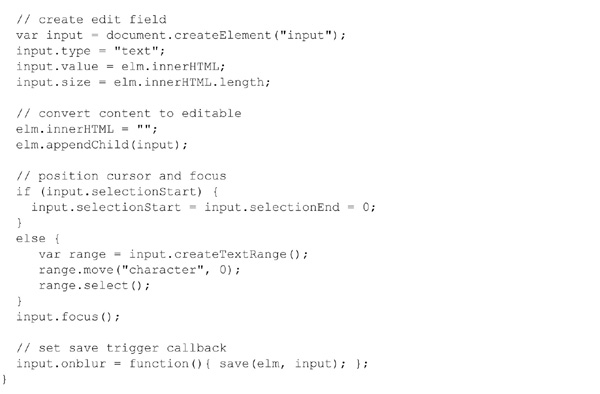 // create edit field
var input = document.createElement("input");
input.type = "text";
input.value = elm.innerHTML;
input.size = elm.innerHTML.length;

// convert content to editable
elm.innerHTML = "";
elm.appendChild(input);

// position cursor and focus
if (input.selectionStart) {
input.selectionStart = input.selectionEnd = 0;
}
else {
var range = input.createTextRange();
range.move("character", 0);
range.select();
}
input.focus();

// set save trigger callback
input.onblur = function(){ save(elm, input); };
}